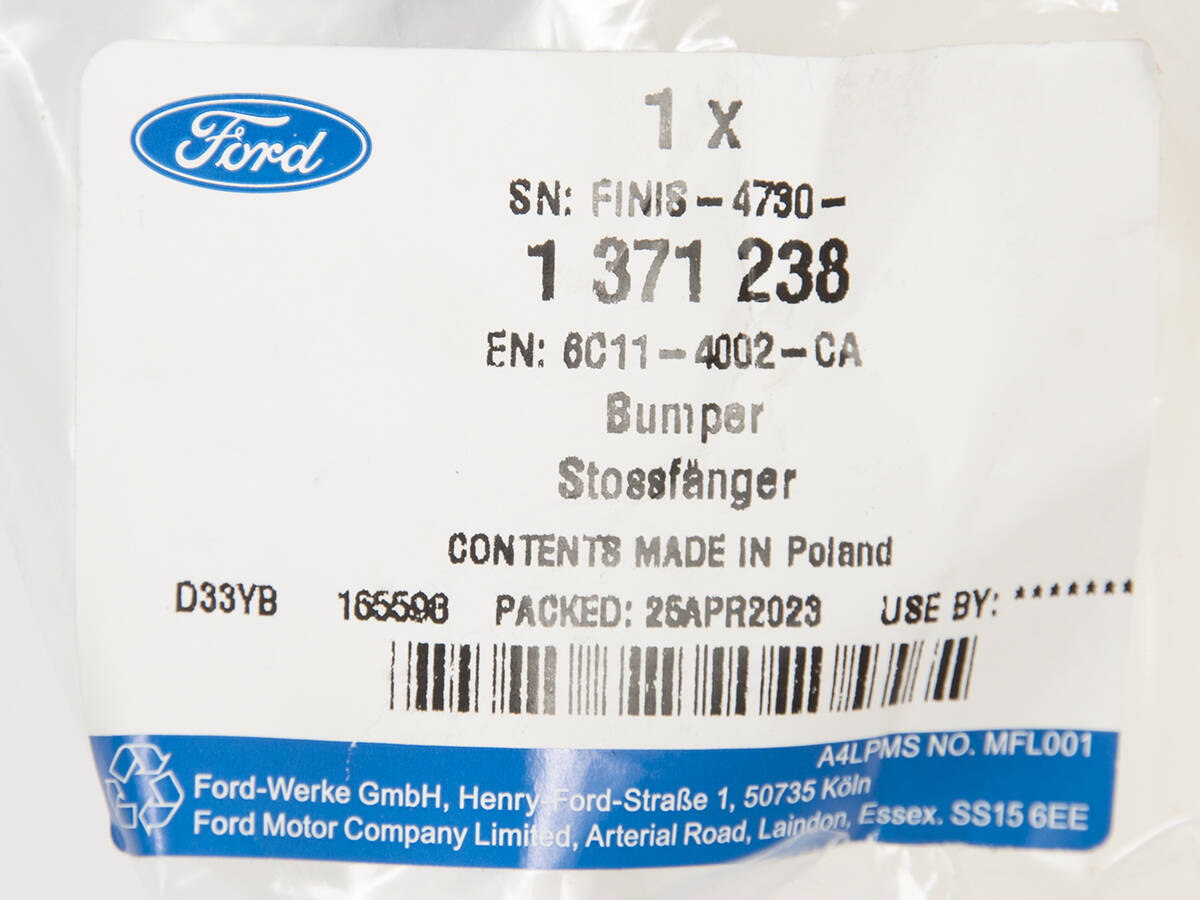 Ford
1 x
SN: FINIS-4730-
1 371 238
EN: 6C11-4002-CA
Bumper
Stossfänger
CONTENTS MADE IN Poland
D33YB 165598 PACKED: 25APR2023 USE BY: *******
A4LPMS NO. MFL001
Ford-Werke GmbH, Henry-Ford-Straße 1, 50735 Köln
Ford Motor Company Limited, Arterial Road, Laindon, Essex. SS15 6EE